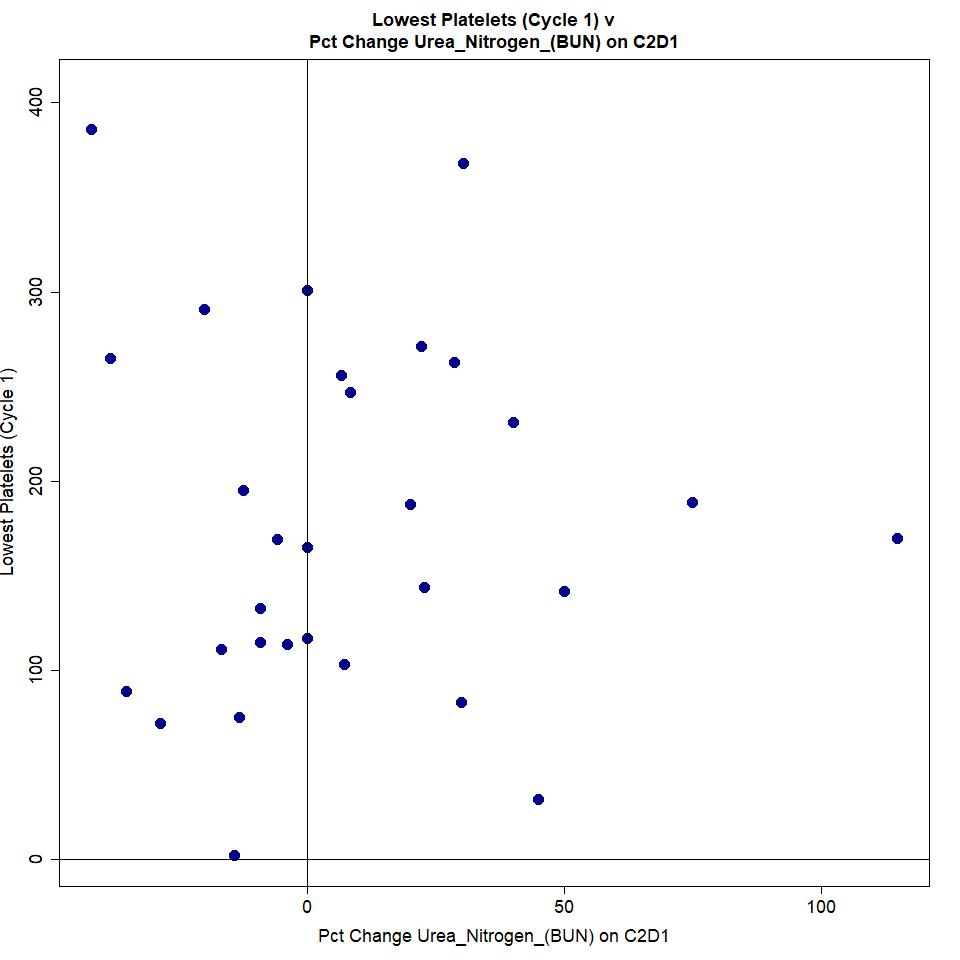 Lowest Platelets (Cycle 1) v
Pct Change Urea_Nitrogen_(BUN) on C2D1
400
300
200
100
0
Lowest Platelets (Cycle 1)
0
50
100
Pct Change Urea_Nitrogen_(BUN) on C2D1